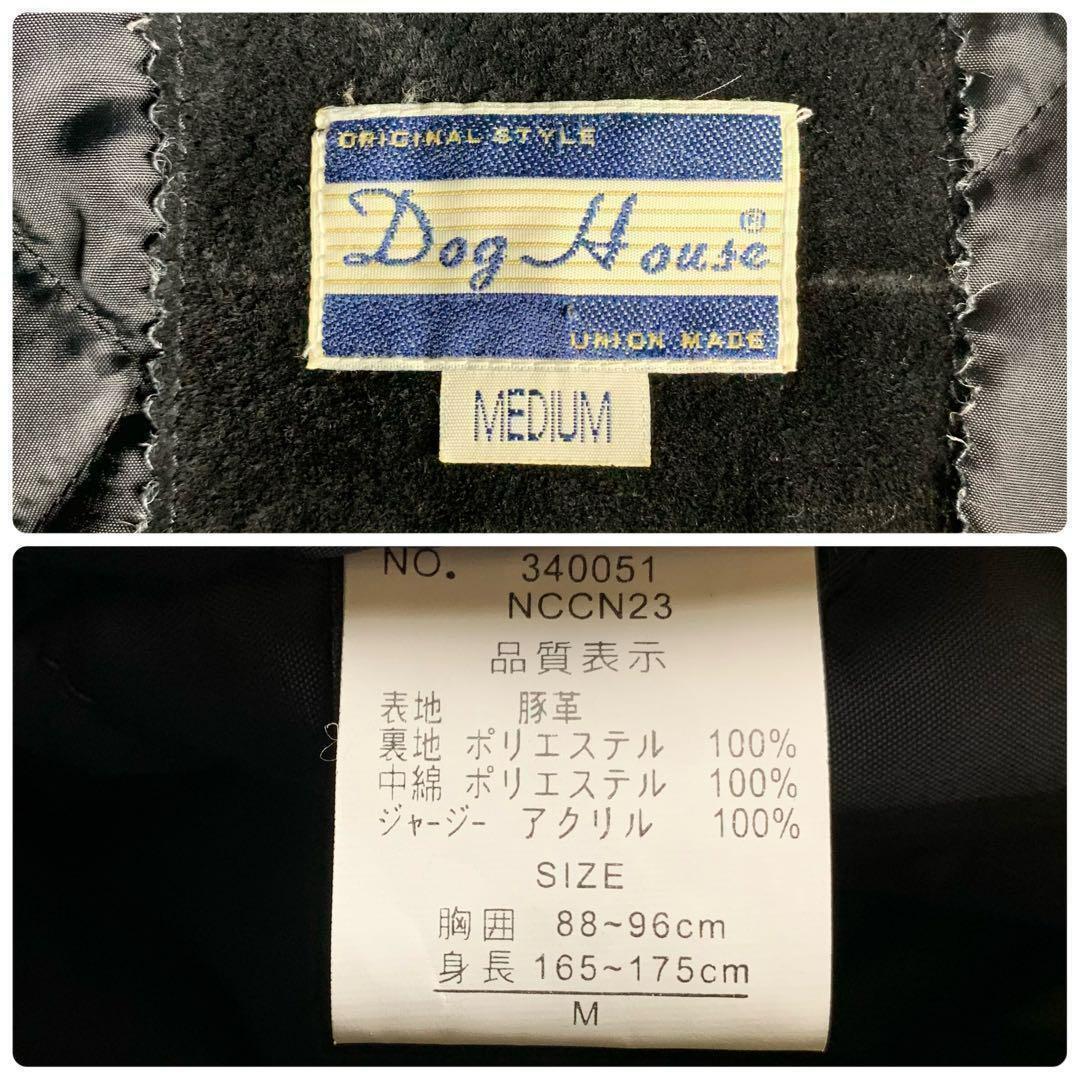 ORIGINAL STYLE
Dog House®
UNION MADE
MEDIUM
NO. 340051
NCCN23
品質表示
表地 豚革
裏地 ポリエステル 100%
中綿 ポリエステル 100%
ジャージー アクリル 100%
SIZE
胸囲 88~96cm
身長 165~175cm
M